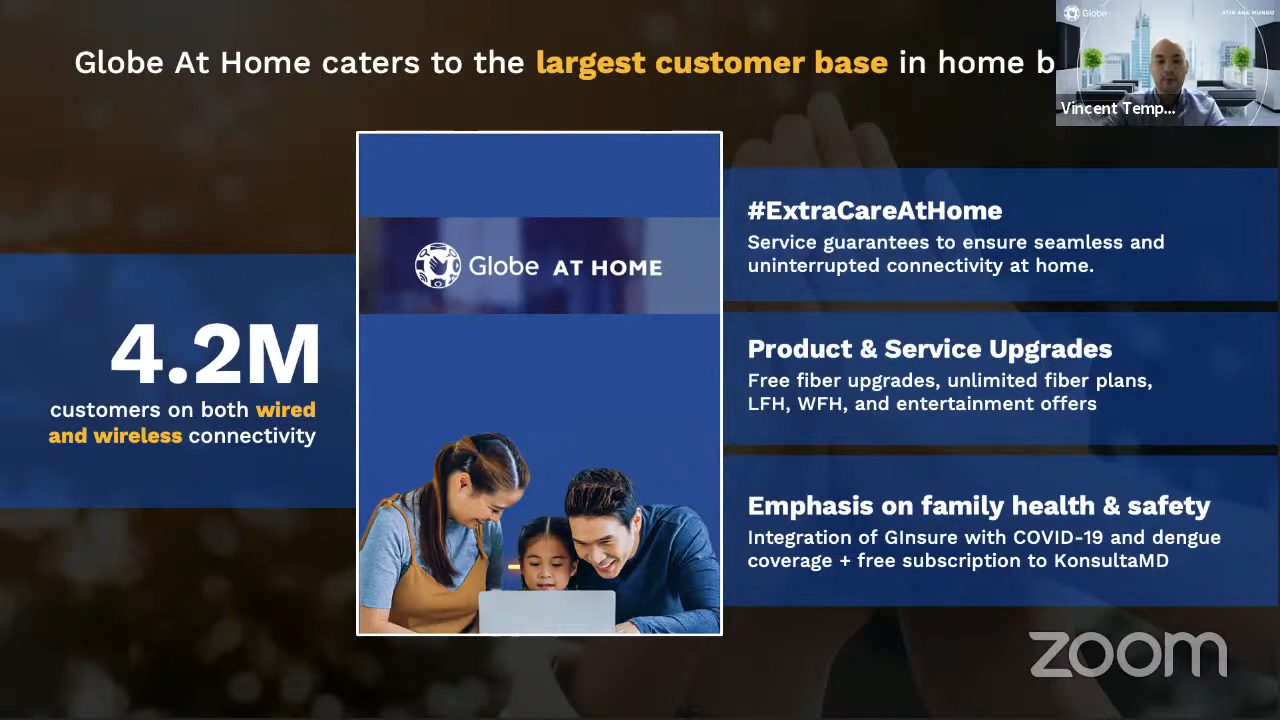 Globe At Home caters to the largest customer base in home b
Globe
ATIN ANG MUNDO
Vincent Temp...
Globe AT HOME
4.2M
customers on both wired
and wireless connectivity
#ExtraCareAtHome
Service guarantees to ensure seamless and
uninterrupted connectivity at home.
Product & Service Upgrades
Free fiber upgrades, unlimited fiber plans,
LFH, WFH, and entertainment offers
Emphasis on family health & safety
Integration of GInsure with COVID-19 and dengue
coverage + free subscription to KonsultaMD
zoom